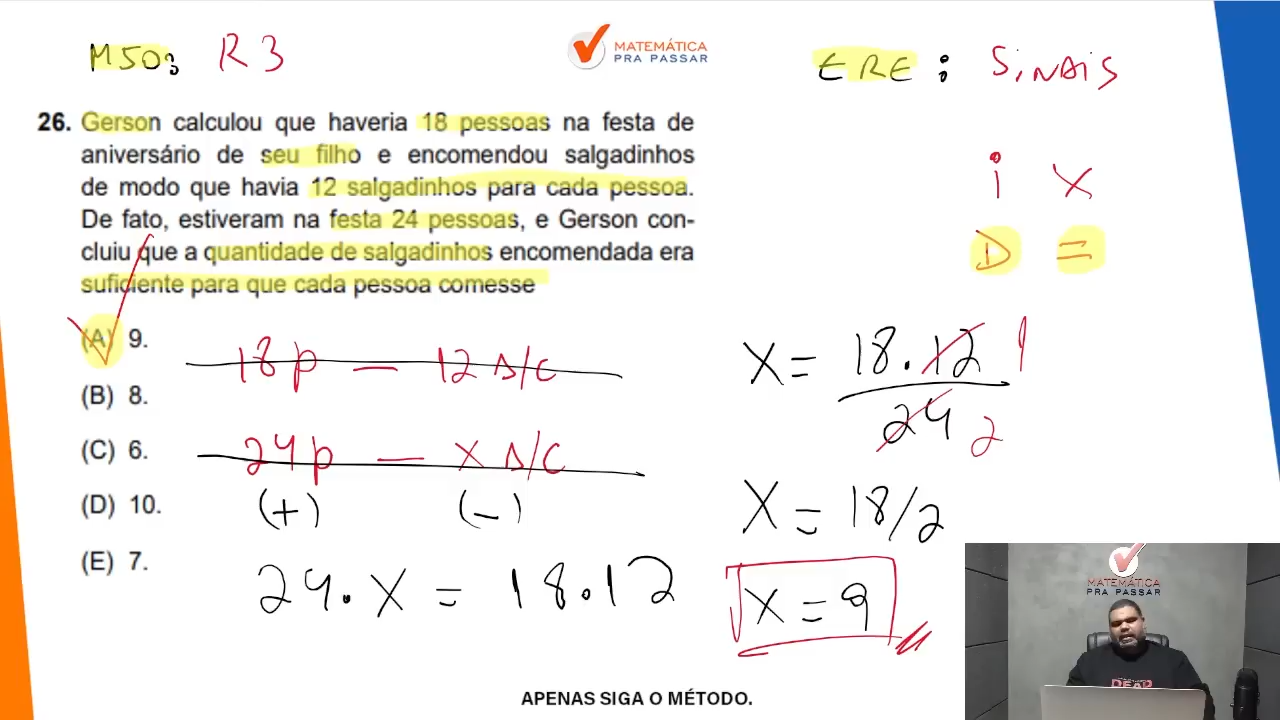 M50: R3
MATEMÁTICA
PRA PASSAR
ERE: SiNAiS
26. Gerson calculou que haveria 18 pessoas na festa de
aniversário de seu filho e encomendou salgadinhos
de modo que havia 12 salgadinhos para cada pessoa.
De fato, estiveram na festa 24 pessoas, e Gerson con-
cluiu que a quantidade de salgadinhos encomendada era
suficiente para que cada pessoa comesse
i X
D =
(A) 9.
18p — 12 s/c
(B) 8.
(C) 6.
24p — x s/c
(D) 10.
(+) (-)
(E) 7.
24.x = 18.12
X = 18.12 1
24 2
X = 18/2
X = 9
MATEMÁTICA
PRA PASSAR
APENAS SIGA O MÉTODO.